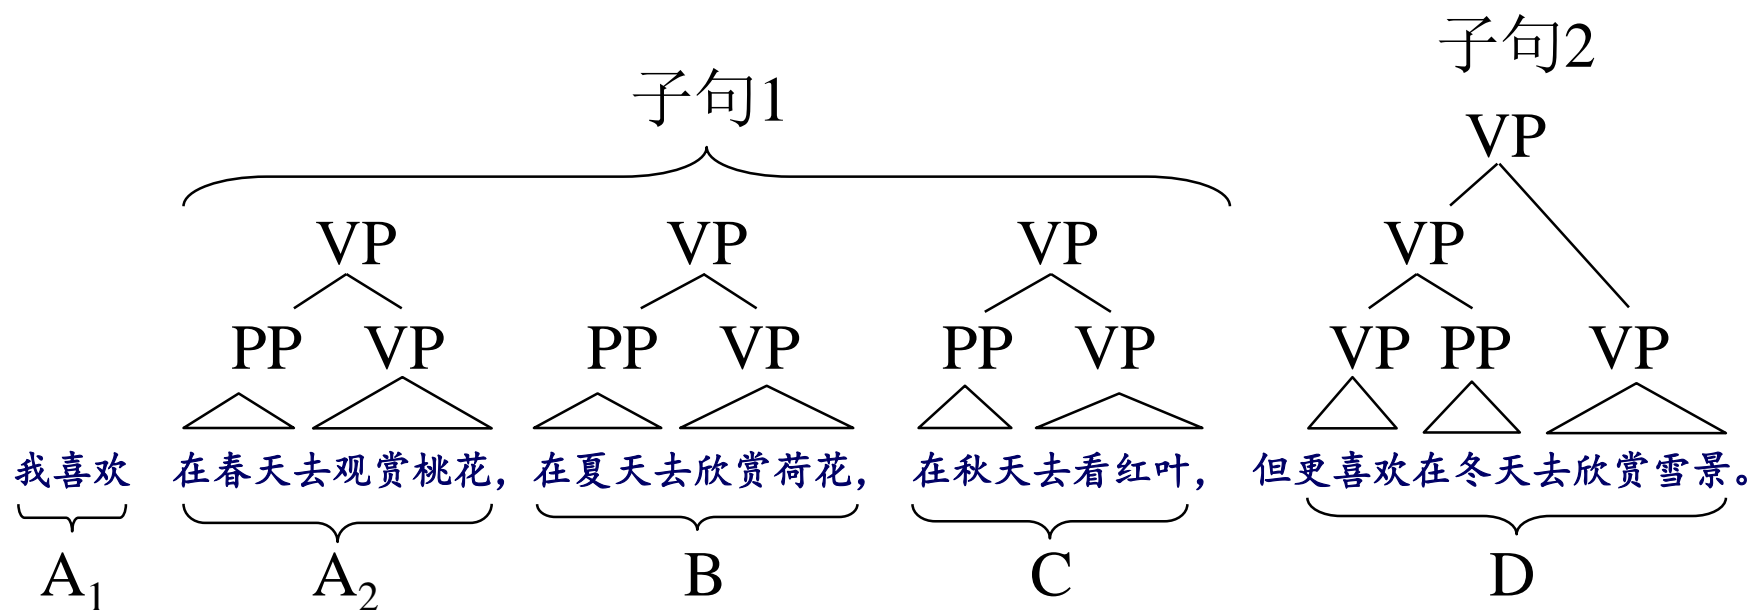 子句2
子句1
VP
VP VP VP VP
PP VP PP VP PP VP VP PP VP
我喜欢 在春天去观赏桃花，在夏天去欣赏荷花， 在秋天去看红叶， 但更喜欢在冬天去欣赏雪景。
A1 A2 B C D